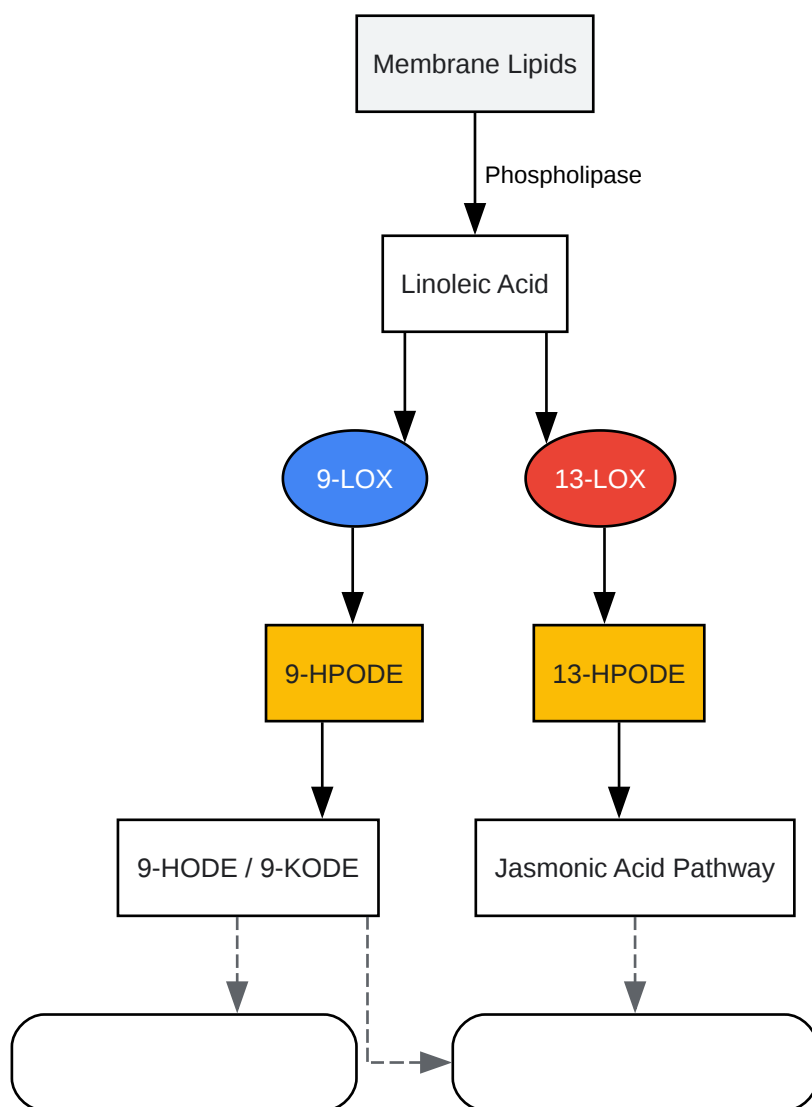 Membrane Lipids
Phospholipase
Linoleic Acid
9-LOX
13-LOX
9-HPODE
13-HPODE
9-HODE / 9-KODE
Jasmonic Acid Pathway